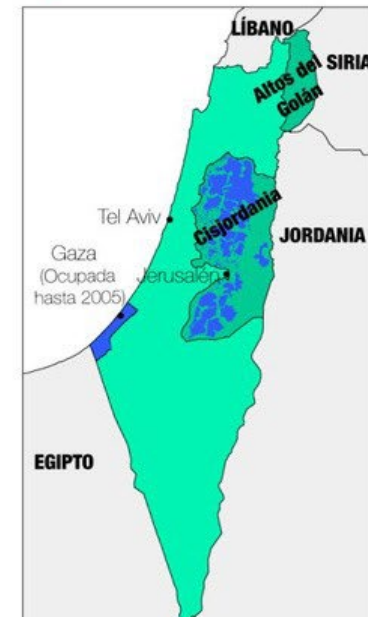 LÍBANO
SIRIA
Altos del
Golán
Cisjordania
Tel Aviv
JORDANIA
Gaza
(Ocupada
hasta 2005)
Jerusalén
EGIPTO